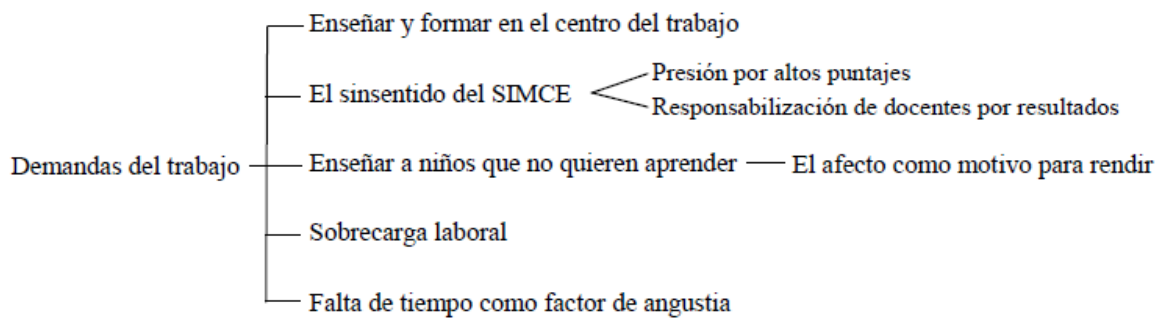 Enseñar y formar en el centro del trabajo
El sinsentido del SIMCE
Presión por altos puntajes
Responsabilización de docentes por resultados
Demandas del trabajo
Enseñar a niños que no quieren aprender
El afecto como motivo para rendir
Sobrecarga laboral
Falta de tiempo como factor de angustia